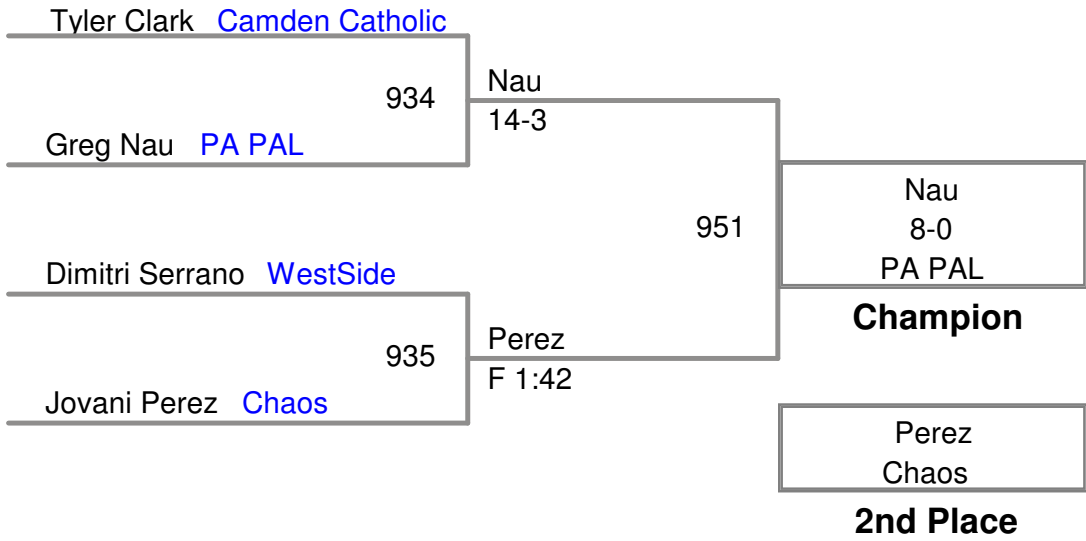 Tyler Clark Camden Catholic
934
Nau
14-3
Greg Nau PA PAL
951
Nau
8-0
PA PAL
Champion
Dimitri Serrano WestSide
935
Perez
F 1:42
Jovani Perez Chaos
Perez
Chaos
2nd Place